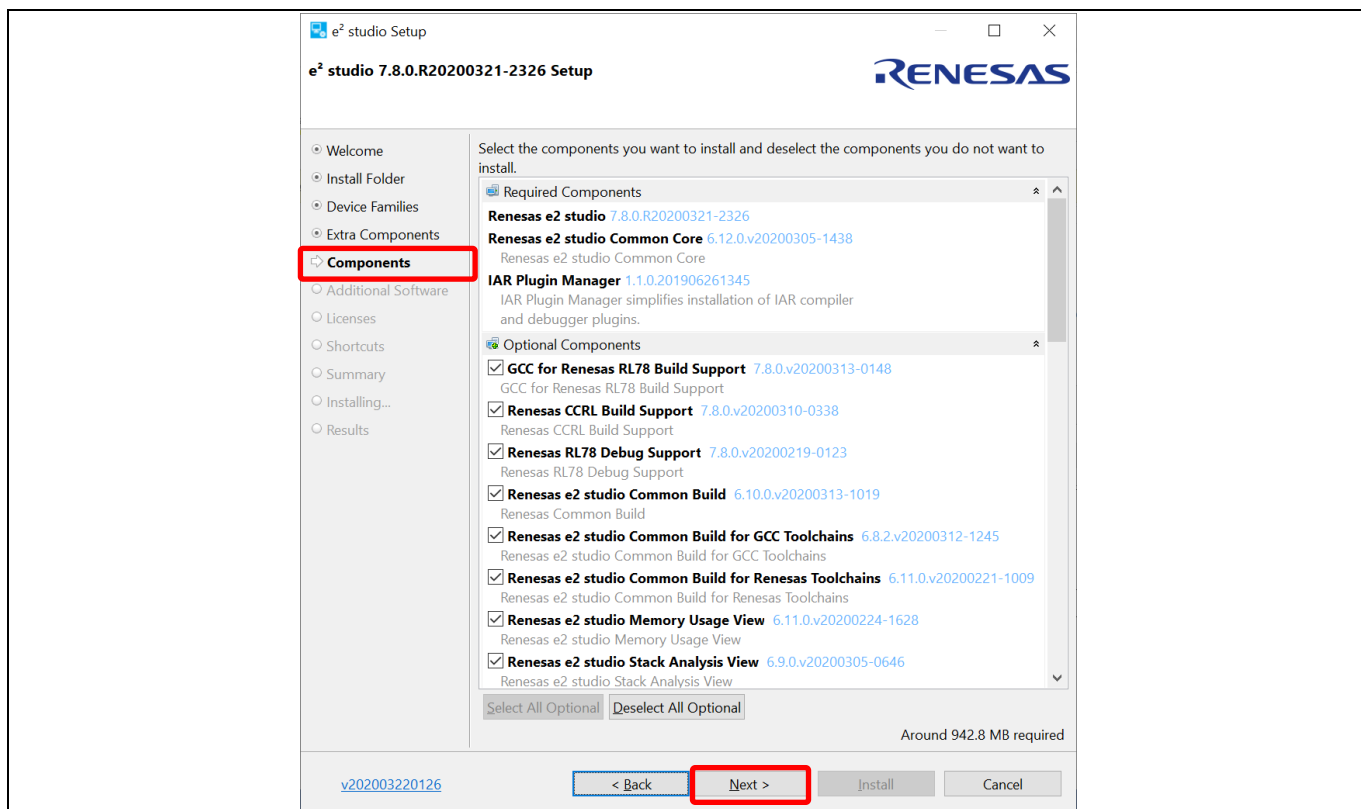 e² studio Setup
e² studio 7.8.0.R20200321-2326 Setup
RENESAS
Welcome
Install Folder
Device Families
Extra Components
Components
Additional Software
Licenses
Shortcuts
Summary
Installing...
Results
Select the components you want to install and deselect the components you do not want to
install.
Required Components
Renesas e2 studio 7.8.0.R20200321-2326
Renesas e2 studio Common Core 6.12.0.v20200305-1438
Renesas e2 studio Common Core
IAR Plugin Manager 1.1.0.201906261345
IAR Plugin Manager simplifies installation of IAR compiler
and debugger plugins.
Optional Components
GCC for Renesas RL78 Build Support 7.8.0.v20200313-0148
GCC for Renesas RL78 Build Support
Renesas CCRL Build Support 7.8.0.v20200310-0338
Renesas CCRL Build Support
Renesas RL78 Debug Support 7.8.0.v20200219-0123
Renesas RL78 Debug Support
Renesas e2 studio Common Build 6.10.0.v20200313-1019
Renesas Common Build
Renesas e2 studio Common Build for GCC Toolchains 6.8.2.v20200312-1245
Renesas e2 studio Common Build for GCC Toolchains
Renesas e2 studio Common Build for Renesas Toolchains 6.11.0.v20200221-1009
Renesas e2 studio Common Build for Renesas Toolchains
Renesas e2 studio Memory Usage View 6.11.0.v20200224-1628
Renesas e2 studio Memory Usage View
Renesas e2 studio Stack Analysis View 6.9.0.v20200305-0646
Renesas e2 studio Stack Analysis View
Select All Optional Deselect All Optional
Around 942.8 MB required
v202003220126 < Back Next > Install Cancel